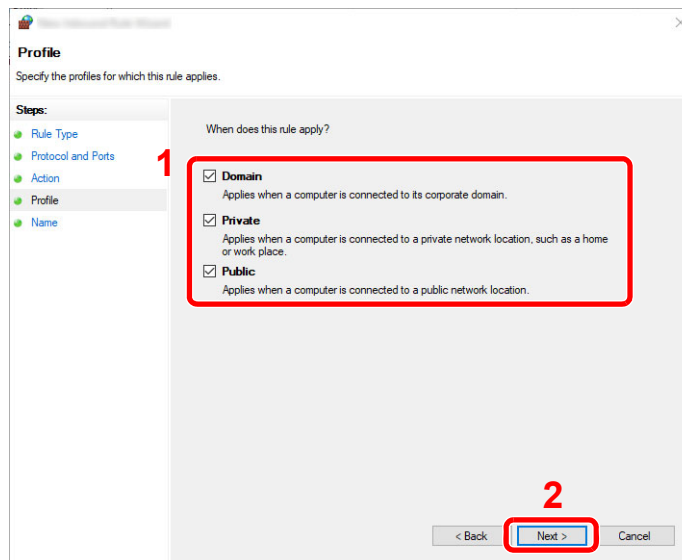 Profile
Specify the profiles for which this rule applies.
Steps:
Rule Type
Protocol and Ports
Action
Profile
Name
When does this rule apply?
1
Domain
Applies when a computer is connected to its corporate domain.
Private
Applies when a computer is connected to a private network location, such as a home
or work place.
Public
Applies when a computer is connected to a public network location.
2
< Back Next > Cancel